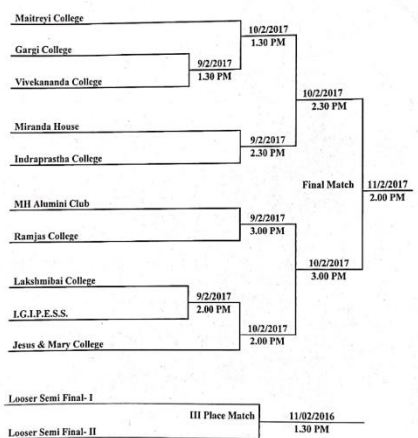 Maitreyi College
10/2/2017
1.30 PM
Gargi College
9/2/2017
1.30 PM
Vivekananda College
10/2/2017
2.30 PM
Miranda House
9/2/2017
2.30 PM
Indraprastha College
Final Match
11/2/2017
2.00 PM
MH Alumini Club
9/2/2017
3.00 PM
Ramjas College
10/2/2017
3.00 PM
Lakshmibai College
9/2/2017
2.00 PM
I.G.I.P.E.S.S.
10/2/2017
2.00 PM
Jesus & Mary College
Looser Semi Final- I
III Place Match
11/02/2016
1.30 PM
Looser Semi Final- II